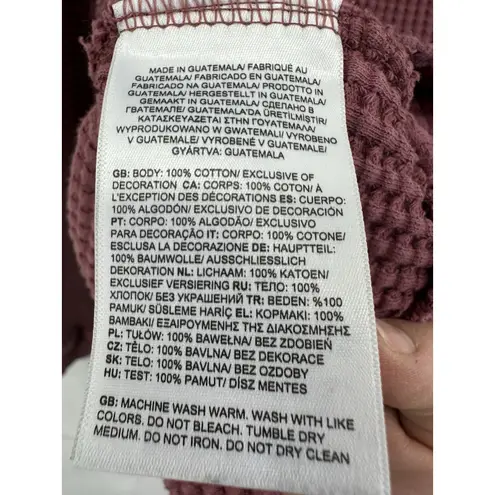 MADE IN GUATEMALA/ FABRIQUÉ AU
GUATEMALA/ FABRICADO EN GUATEMALA/
FABRICADO NA GUATEMALA/ PRODOTTO IN
GUATEMALA/ HERGESTELLT IN GUATEMALA/
GEMAAKT IN GUATEMALA/ СДЕЛАНО В
ГВАТЕМАЛЕ/ GUATEMALA'DA ÜRETİLMİŞTİR/
ΚΑΤΑΣΚΕΥΑΖΕΤΑΙ ΣΤΗΝ ΓΟΥΑΤΕΜΑΛΑ/
WYPRODUKOWANO W GWATEMALI/ VYROBENO
V GUATEMALE/ VYROBENÉ V GUATEMALE/
GYÁRTVA: GUATEMALA
GB: BODY: 100% COTTON/ EXCLUSIVE OF
DECORATION CA: CORPS: 100% COTON/ À
L'EXCEPTION DES DÉCORATIONS ES: CUERPO:
100% ALGODÓN/ EXCLUSIVO DE DECORACIÓN
PT: CORPO: 100% ALGODÃO/ EXCLUSIVO
PARA DECORAÇÃO IT: CORPO: 100% COTONE/
ESCLUSA LA DECORAZIONE DE: HAUPTTEIL:
100% BAUMWOLLE/ AUSSCHLIESSLICH
DEKORATION NL: LICHAAM: 100% KATOEN/
EXCLUSIEF VERSIERING RU: ТЕЛО: 100%
ХЛОПОК/ БЕЗ УКРАШЕНИЙ TR: BEDEN: %100
PAMUK/ SÜSLEME HARİÇ EL: ΚΟΡΜΑΚΙ: 100%
ΒΑΜΒΑΚΙ/ ΕΞΑΙΡΟΥΜΕΝΗΣ ΤΗΣ ΔΙΑΚΟΣΜΗΣΗΣ
PL: TUŁÓW: 100% BAWEŁNA/ BEZ ZDOBIEŃ
CZ: TĚLO: 100% BAVLNA/ BEZ DEKORACE
SK: TELO: 100% BAVLNA/ BEZ OZDOBY
HU: TEST: 100% PAMUT/ DÍSZ MENTES
GB: MACHINE WASH WARM. WASH WITH LIKE
COLORS. DO NOT BLEACH. TUMBLE DRY
MEDIUM. DO NOT IRON. DO NOT DRY CLEAN.